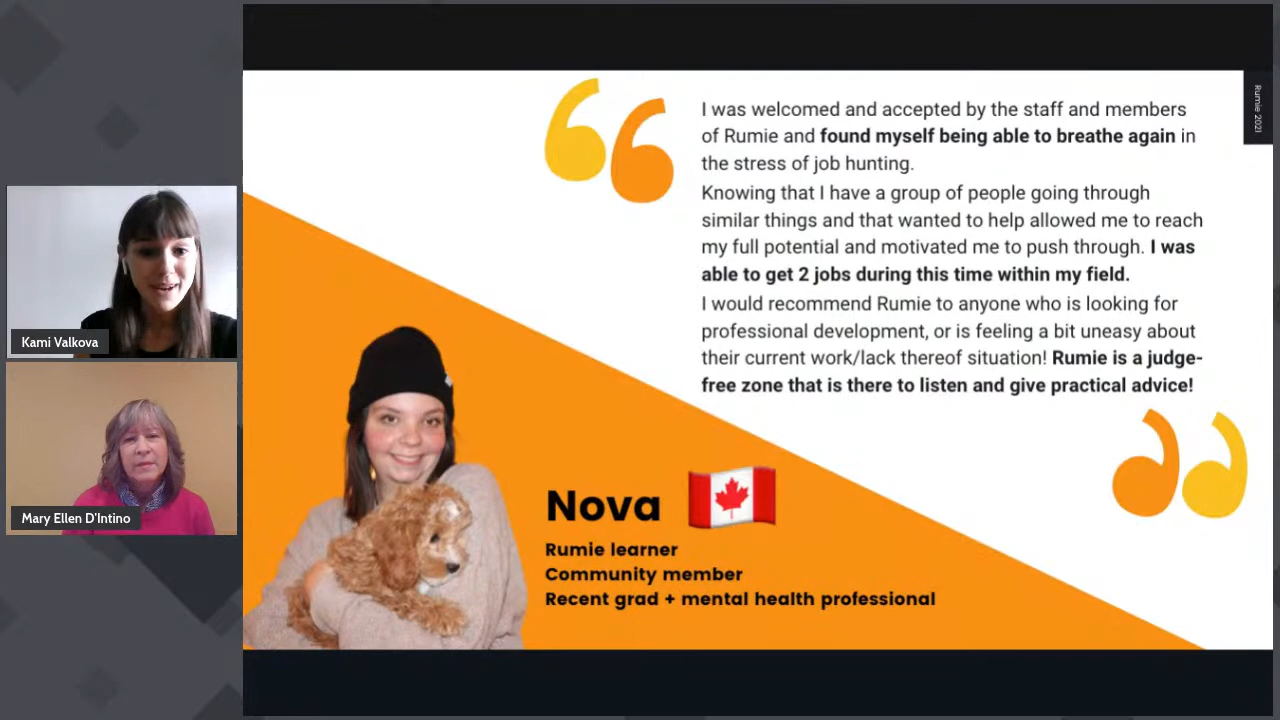 I was welcomed and accepted by the staff and members
of Rumie and found myself being able to breathe again in
the stress of job hunting.
Knowing that I have a group of people going through
similar things and that wanted to help allowed me to reach
my full potential and motivated me to push through. I was
able to get 2 jobs during this time within my field.
I would recommend Rumie to anyone who is looking for
professional development, or is feeling a bit uneasy about
their current work/lack thereof situation! Rumie is a judge-
free zone that is there to listen and give practical advice!
Rumie 2021
Nova
Rumie learner
Community member
Recent grad + mental health professional
Kami Valkova
Mary Ellen D'Intino